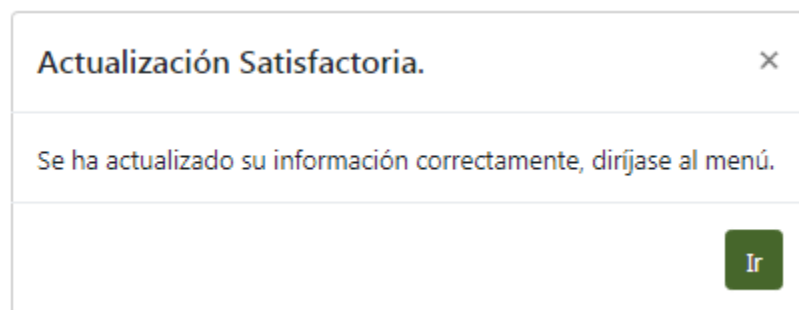 Actualización Satisfactoria.
Se ha actualizado su información correctamente, diríjase al menú.
Ir